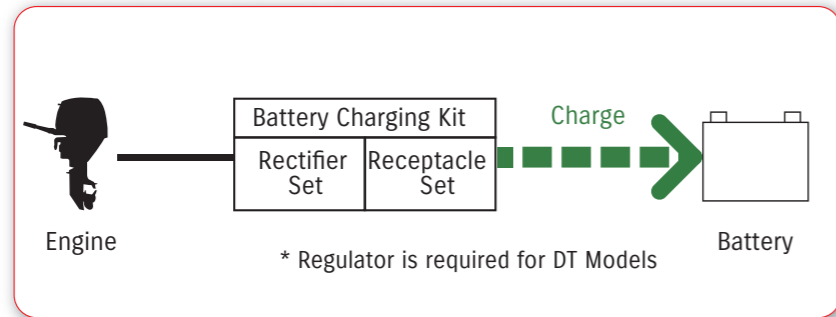 Battery Charging Kit
Rectifier
Set
Receptacle
Set
Charge
Engine
Battery
* Regulator is required for DT Models